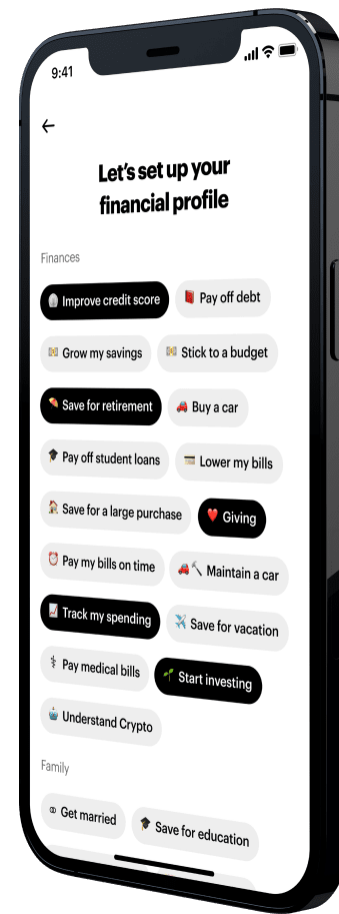 9:41
Let's set up your
financial profile
Finances
Improve credit score
Pay off debt
Grow my savings
Stick to a budget
Save for retirement
Buy a car
Pay off student loans
Lower my bills
Save for a large purchase
Giving
Pay my bills on time
Maintain a car
Track my spending
Save for vacation
Pay medical bills
Start investing
Understand Crypto
Family
Get married
Save for education